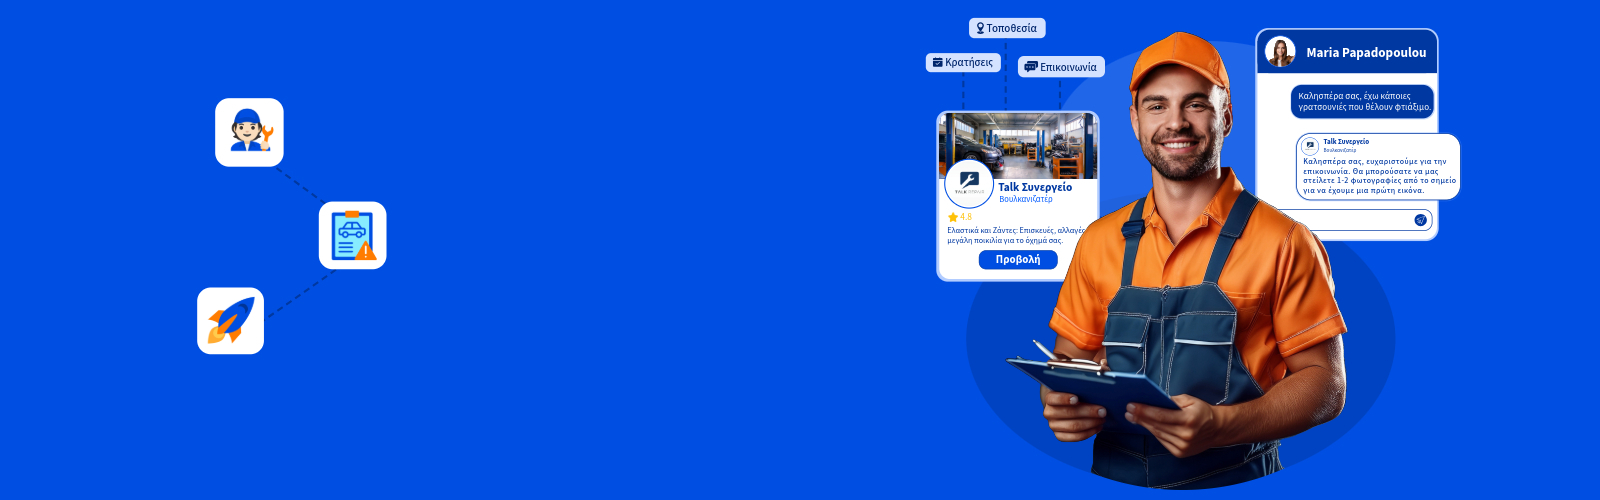 Τοποθεσία
Κρατήσεις
Επικοινωνία
Talk Συνεργείο
Βουλκανιζατέρ
4.8
Ελαστικά και Ζάντες: Επισκευές, αλλαγές
μεγάλη ποικιλία για το όχημά σας.
Προβολή
Maria Papadopoulou
Καλησπέρα σας, έχω κάποιες
γρατσουνιές που θέλουν φτιάξιμο.
Talk Συνεργείο
Βουλκανιζατέρ
Καλησπέρα σας, ευχαριστούμε για την
επικοινωνία. Θα μπορούσατε να μας
στείλετε 1-2 φωτογραφίες από το σημείο
για να έχουμε μια πρώτη εικόνα.